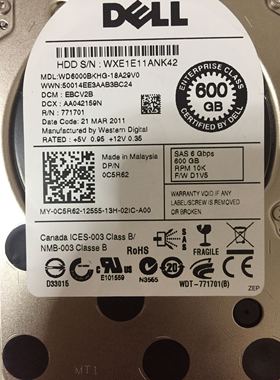 DELL
HDD S/N : WXE1E11ANK42
MDL:WD6000BKHG-18A29V0
WWN:50014EE3AAB3BC24
DCM : EBCV2B
DCX : AA042159N
R/N : 771701
Date Code: 21 MAR 2011
Manufactured by Western Digital
RATED : +5V 0.95 +12V 0.35
ENTERPRISE CLASS
600
GB
CERTIFIED BY DELL
Made in Malaysia
DP/N
0C5R62
SAS 6 Gbps
600 GB
RPM 10K
F/W D1V5
MY-0C5R62-12555-13H-02IC-A00
WARRANTY VOID IF ANY
LABEL/SCREW IS REMOVED
OR BROKEN
Canada ICES-003 Class B/
NMB-003 Classe B
RoHS
SAS
D33015
E101559
N3565
20
WDT-771701(B)
ZEP
MT1